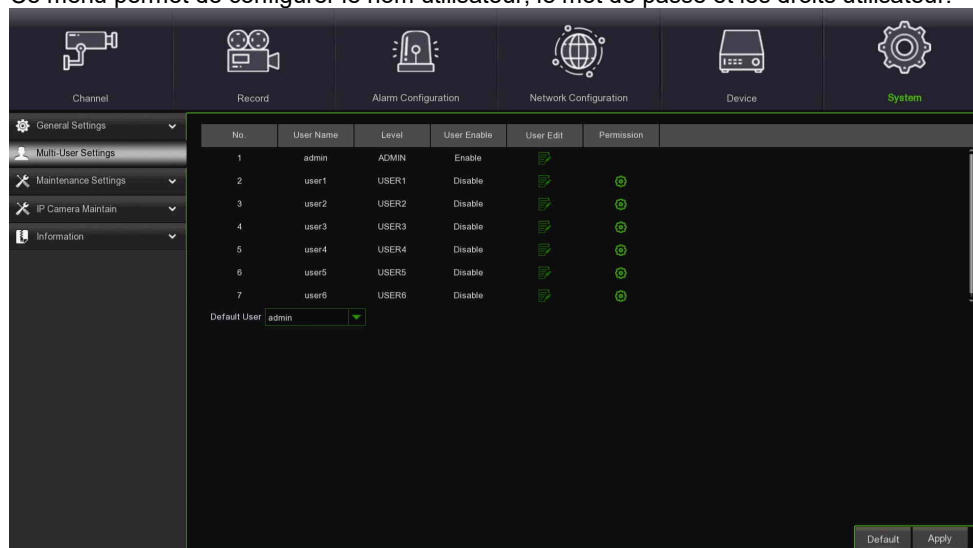 Ce menu permet de configurer le nom utilisateur, le mot de passe et les droits utilisateur.
Channel Record Alarm Configuration Network Configuration Device System
General Settings
Multi-User Settings
Maintenance Settings
IP Camera Maintain
Information
No. User Name Level User Enable User Edit Permission
1 admin ADMIN Enable
2 user1 USER1 Disable
3 user2 USER2 Disable
4 user3 USER3 Disable
5 user4 USER4 Disable
6 user5 USER5 Disable
7 user6 USER6 Disable
Default User admin
Default Apply